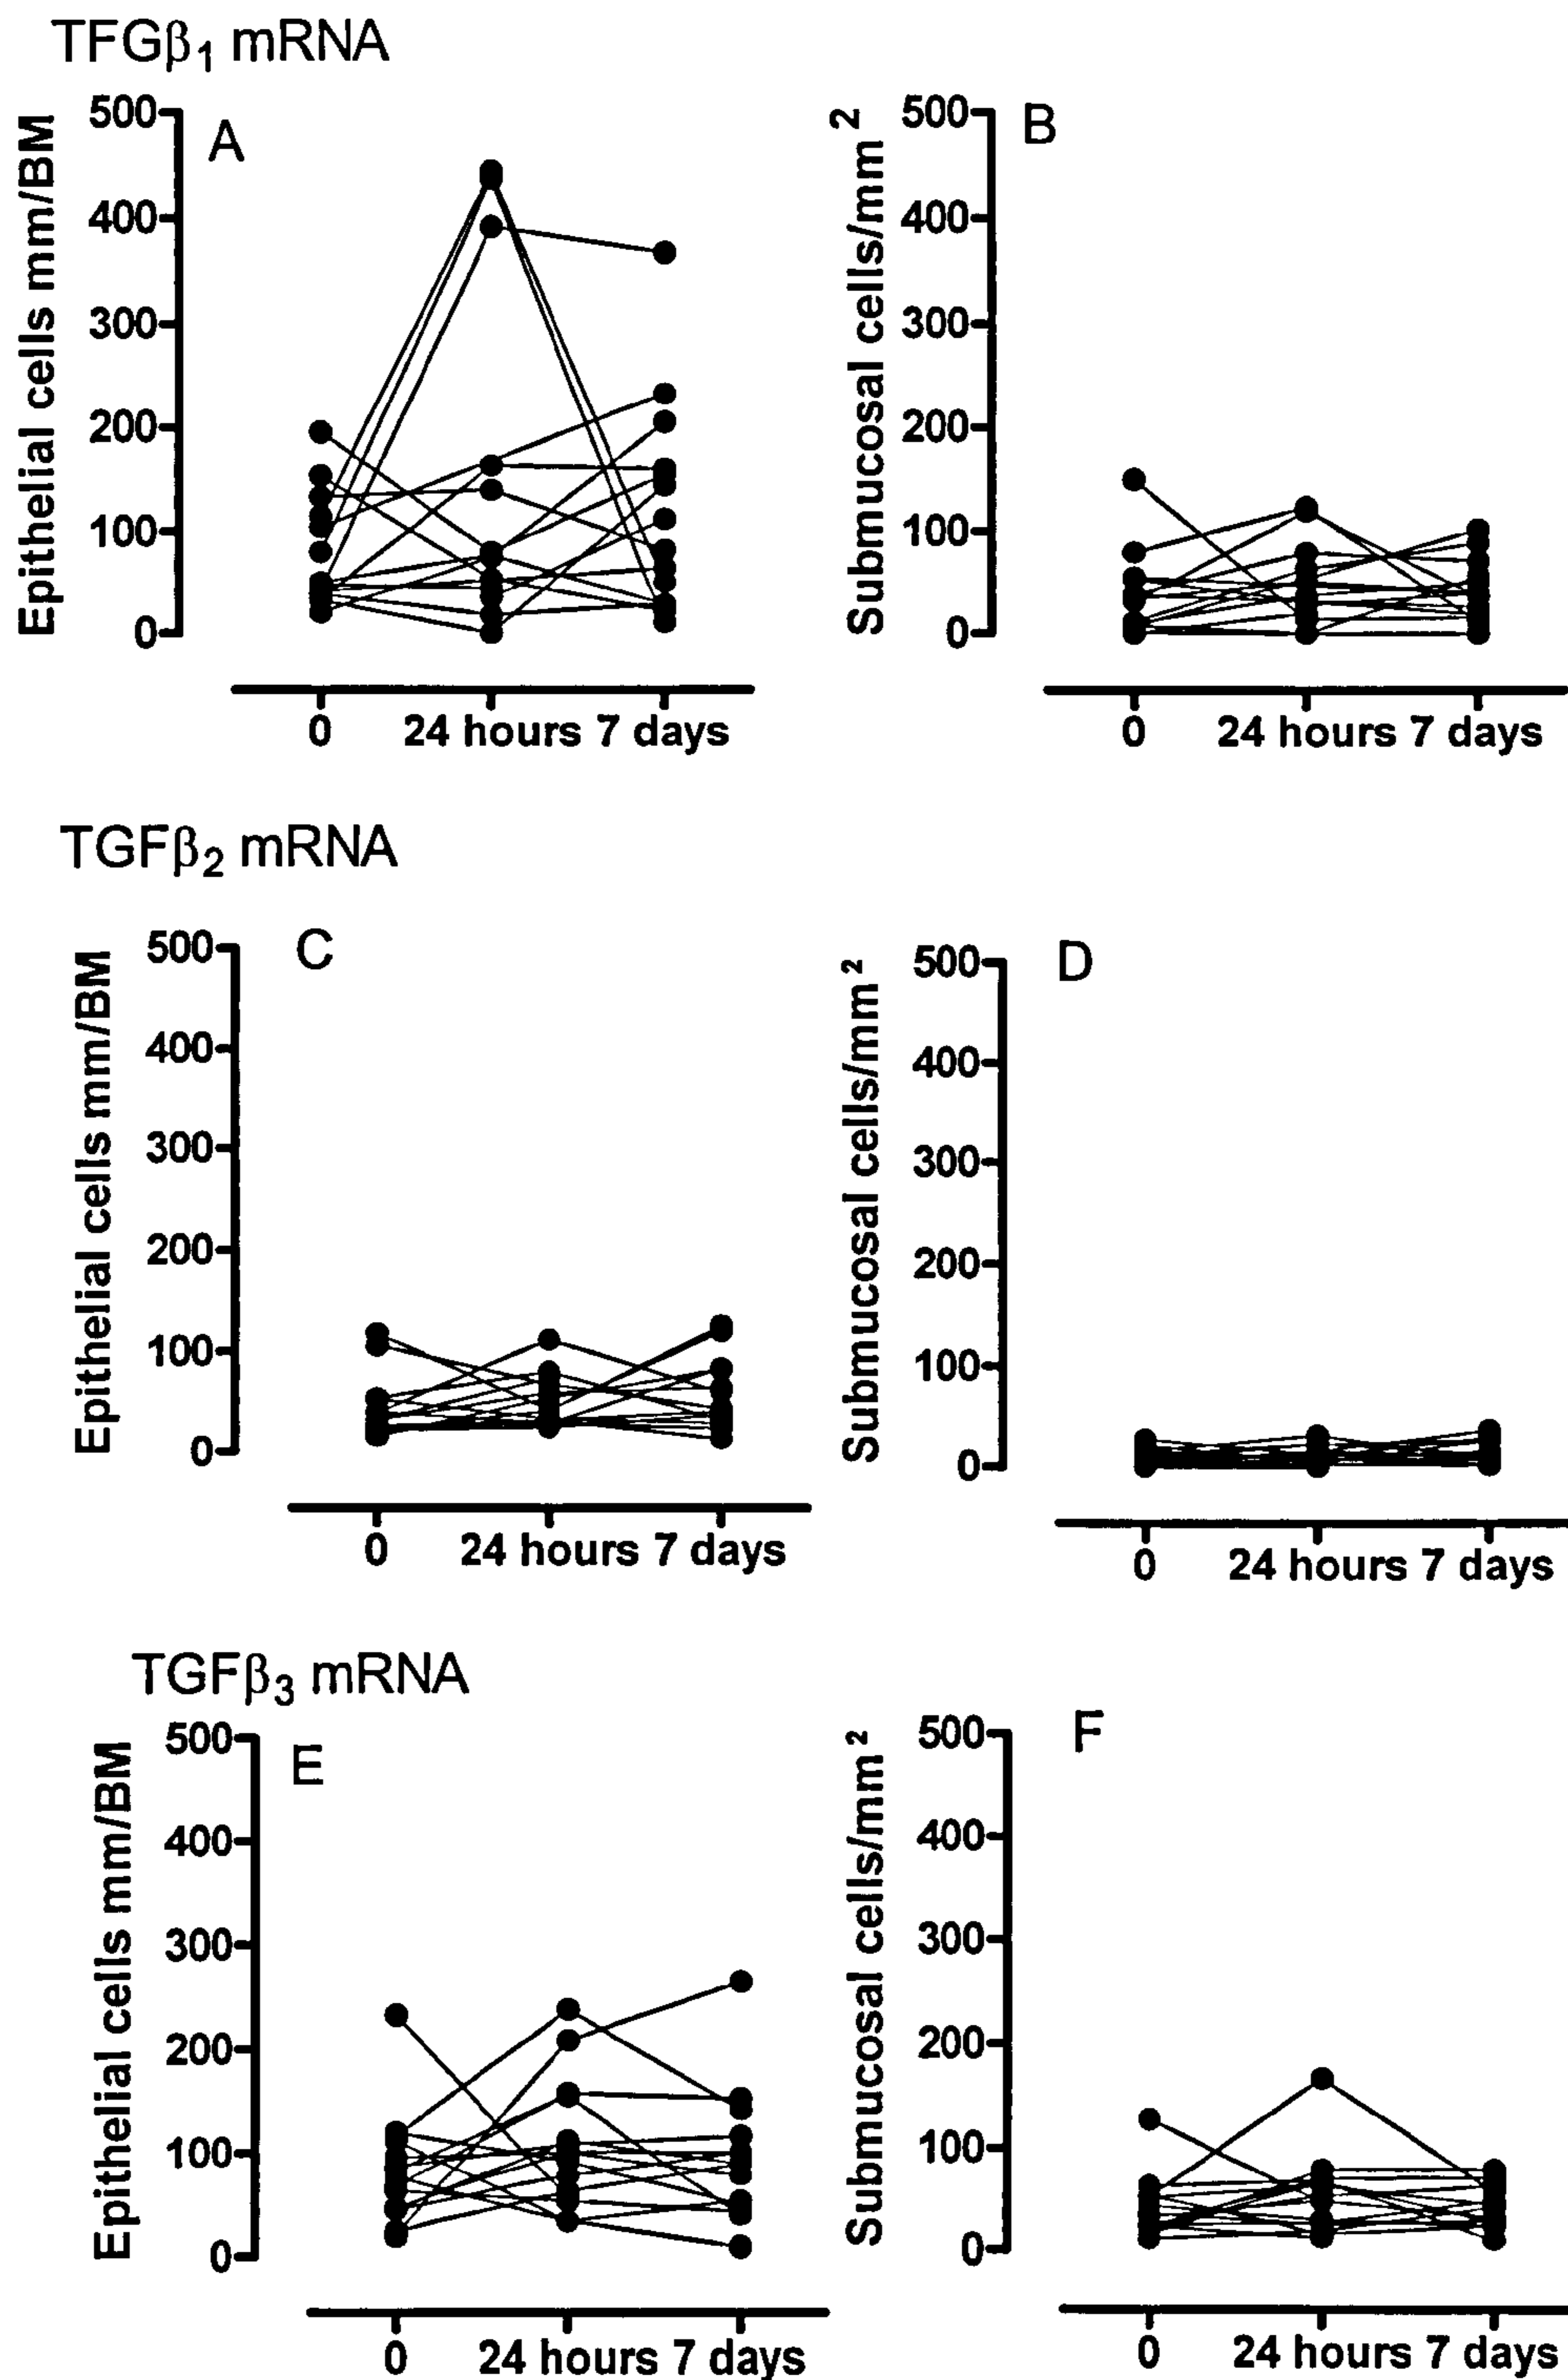 TFGβ1 mRNA
A
Epithelial cells mm/BM
500
400
300
200
100
0
0 24 hours 7 days
B
Submucosal cells/mm²
500
400
300
200
100
0
0 24 hours 7 days
TGFβ2 mRNA
C
Epithelial cells mm/BM
500
400
300
200
100
0
0 24 hours 7 days
D
Submucosal cells/mm²
500
400
300
200
100
0
0 24 hours 7 days
TGFβ3 mRNA
E
Epithelial cells mm/BM
500
400
300
200
100
0
0 24 hours 7 days
F
Submucosal cells/mm²
500
400
300
200
100
0
0 24 hours 7 days